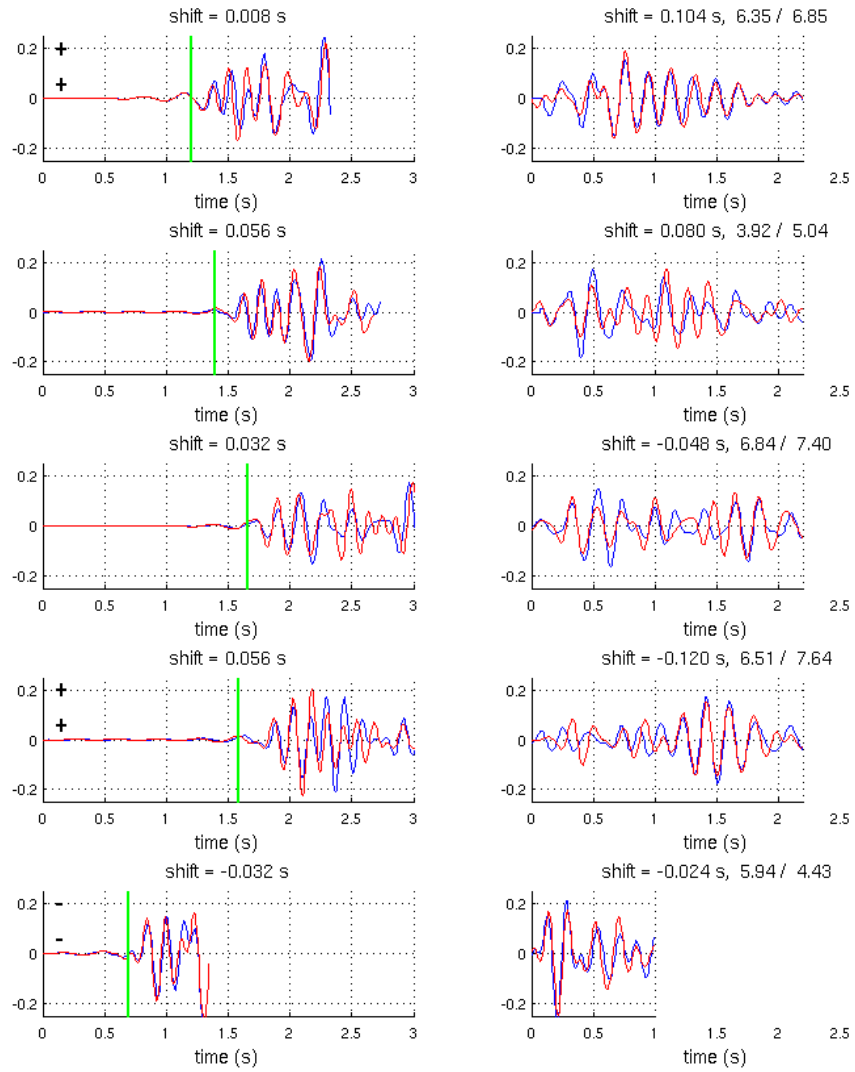 shift = 0.008 s
shift = 0.104 s, 6.35 / 6.85
0.2
0
-0.2
+
+
0 0.5 1 1.5 2 2.5 3
0 0.5 1 1.5 2 2.5
time (s)
time (s)
shift = 0.056 s
shift = 0.080 s, 3.92 / 5.04
0.2
0
-0.2
0.2
0
-0.2
0 0.5 1 1.5 2 2.5 3
0 0.5 1 1.5 2 2.5
time (s)
time (s)
shift = 0.032 s
shift = -0.048 s, 6.84 / 7.40
0.2
0
-0.2
0.2
0
-0.2
0 0.5 1 1.5 2 2.5 3
0 0.5 1 1.5 2 2.5
time (s)
time (s)
shift = 0.056 s
shift = -0.120 s, 6.51 / 7.64
0.2
0
-0.2
+
+
0.2
0
-0.2
0 0.5 1 1.5 2 2.5 3
0 0.5 1 1.5 2 2.5
time (s)
time (s)
shift = -0.032 s
shift = -0.024 s, 5.94 / 4.43
0.2
0
-0.2
-
-
0.2
0
-0.2
0 0.5 1 1.5 2 2.5 3
0 0.5 1 1.5 2 2.5
time (s)
time (s)